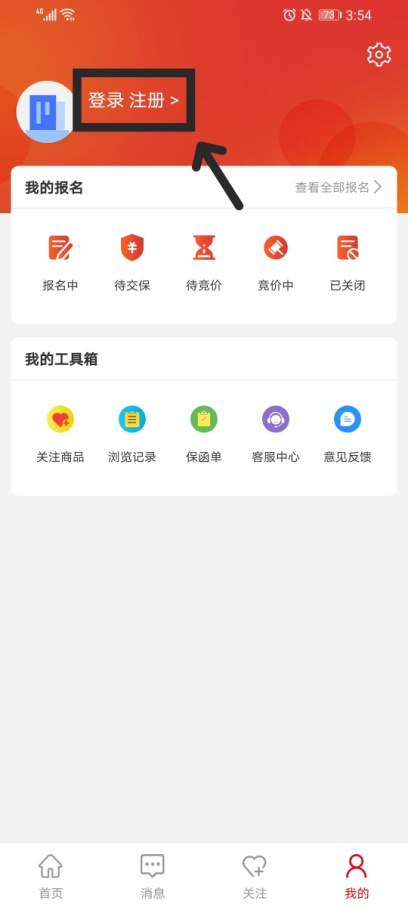 4G 73 3:54
登录 注册 >
我的报名 查看全部报名 >
报名中 待交保 待竞价 竞价中 已关闭
我的工具箱
关注商品 浏览记录 保函单 客服中心 意见反馈
首页 消息 关注 我的